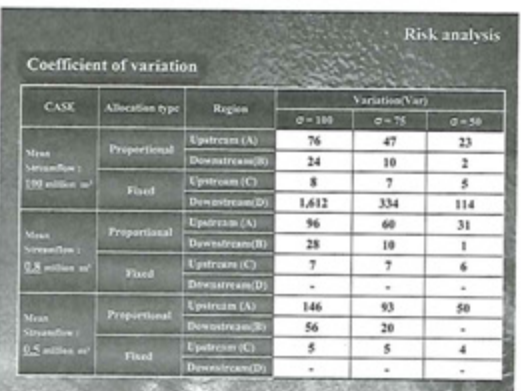 Risk analysis
Coefficient of variation
CASE Allocation type Region Variation(Var)
σ = 100 σ = 75 σ = 50
Mean Streamflow : 100 million m³ Proportional Upstream (A) 76 47 23
Downstream(B) 24 10 2
Fixed Upstream (C) 8 7 5
Downstream(D) 1,612 334 114
Mean Streamflow : 0.8 million m³ Proportional Upstream (A) 96 60 31
Downstream(B) 28 10 1
Fixed Upstream (C) 7 7 6
Downstream(D) - - -
Mean Streamflow : 0.5 million m³ Proportional Upstream (A) 146 93 50
Downstream(B) 56 20 -
Fixed Upstream (C) 5 5 4
Downstream(D) - - -